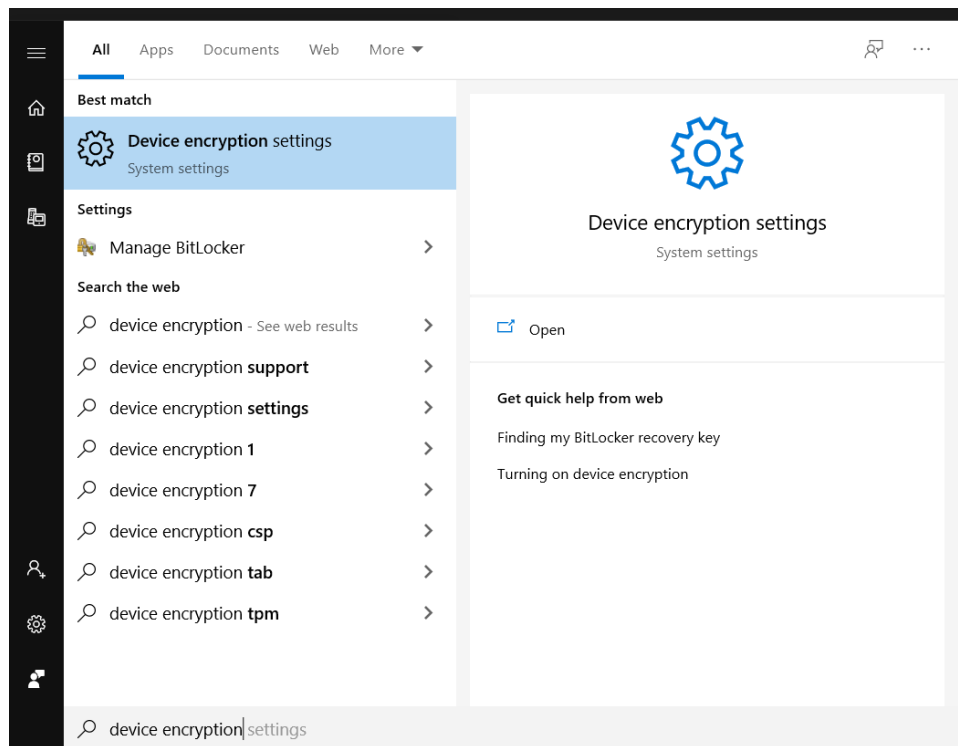 All Apps Documents Web More
Best match
Device encryption settings
System settings
Settings
Manage BitLocker
Search the web
device encryption - See web results
device encryption support
device encryption settings
device encryption 1
device encryption 7
device encryption csp
device encryption tab
device encryption tpm
Device encryption settings
System settings
Open
Get quick help from web
Finding my BitLocker recovery key
Turning on device encryption
device encryption settings